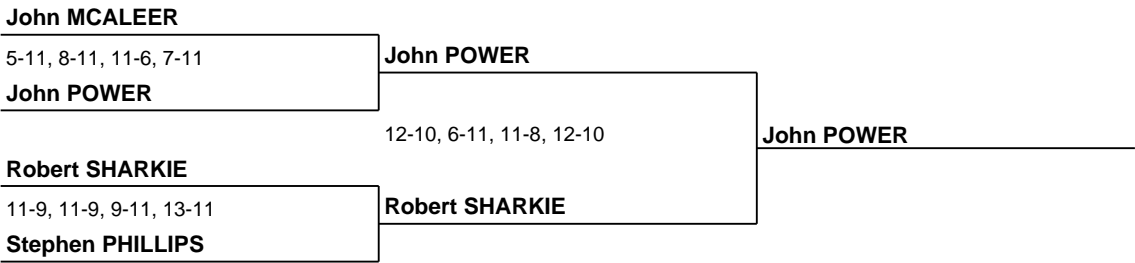 John MCALEER
5-11, 8-11, 11-6, 7-11
John POWER
John POWER
12-10, 6-11, 11-8, 12-10
John POWER
Robert SHARKIE
11-9, 11-9, 9-11, 13-11
Robert SHARKIE
Stephen PHILLIPS